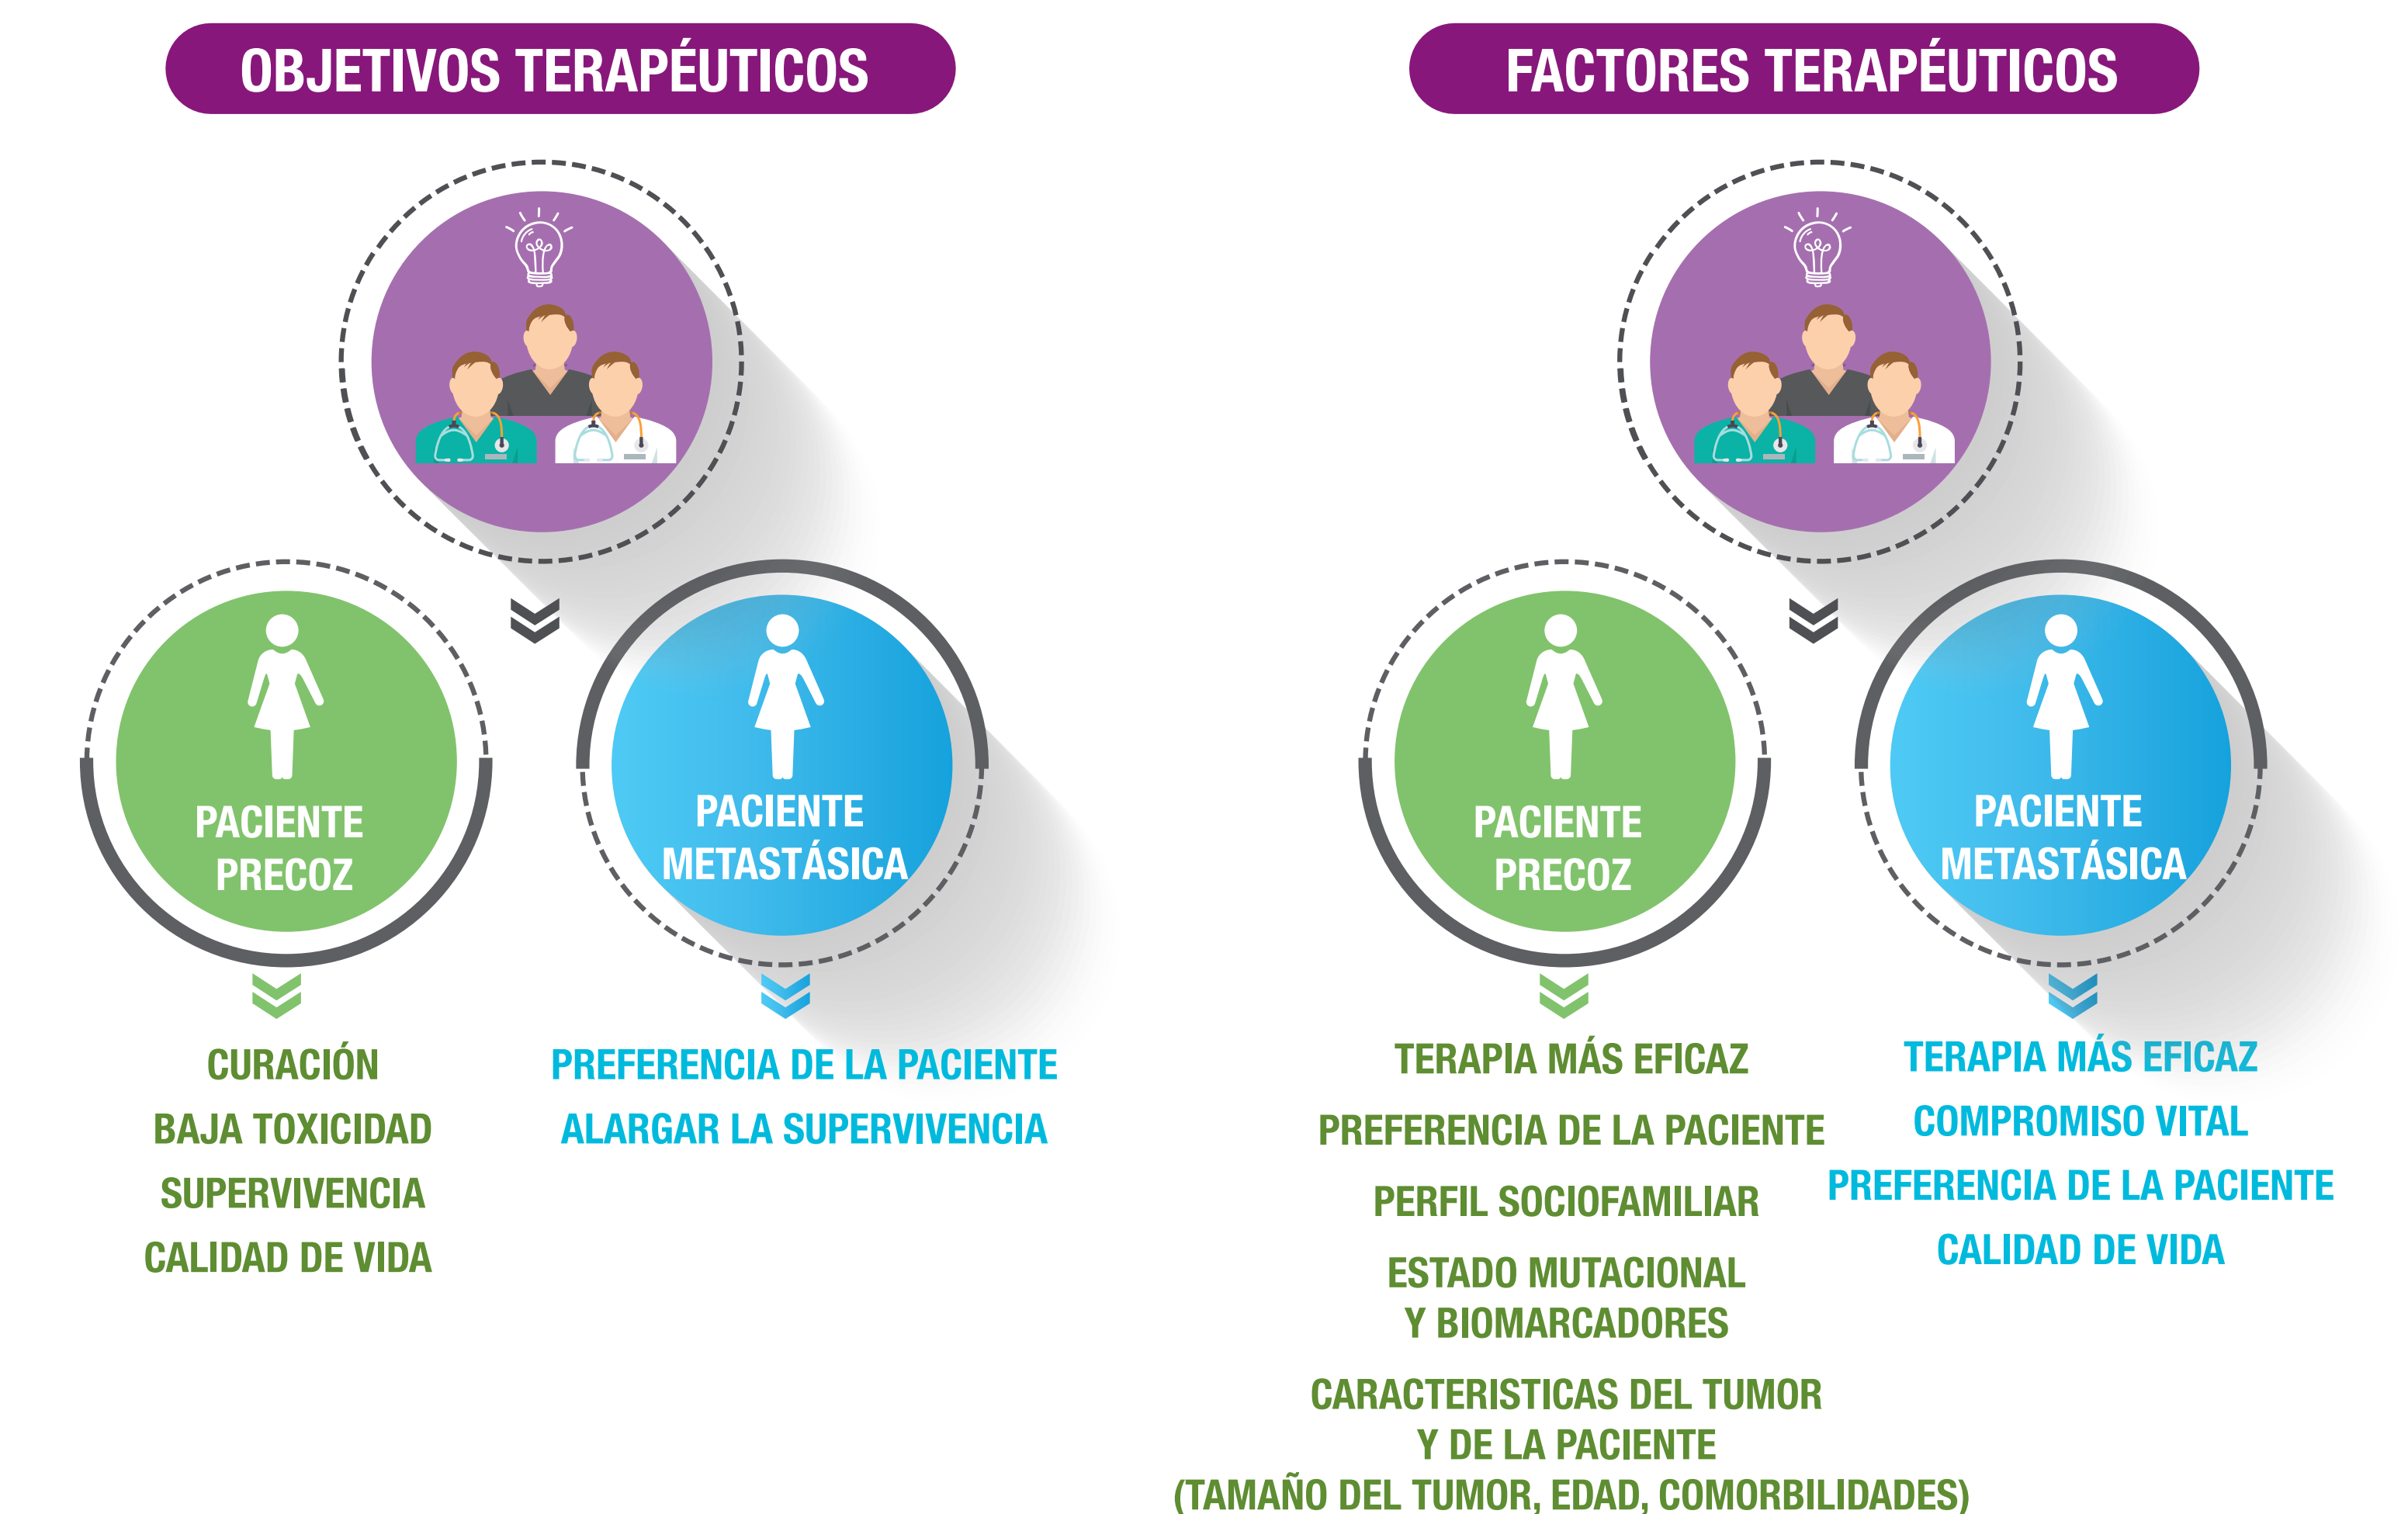 OBJETIVOS TERAPÉUTICOS
PACIENTE
PRECOZ
CURACIÓN
BAJA TOXICIDAD
SUPERVIVENCIA
CALIDAD DE VIDA
PACIENTE
METASTÁSICA
PREFERENCIA DE LA PACIENTE
ALARGAR LA SUPERVIVENCIA
FACTORES TERAPÉUTICOS
PACIENTE
PRECOZ
TERAPIA MÁS EFICAZ
PREFERENCIA DE LA PACIENTE
PERFIL SOCIOFAMILIAR
ESTADO MUTACIONAL
Y BIOMARCADORES
CARACTERISTICAS DEL TUMOR
Y DE LA PACIENTE
(TAMAÑO DEL TUMOR, EDAD, COMORBILIDADES)
PACIENTE
METASTÁSICA
TERAPIA MÁS EFICAZ
COMPROMISO VITAL
PREFERENCIA DE LA PACIENTE
CALIDAD DE VIDA